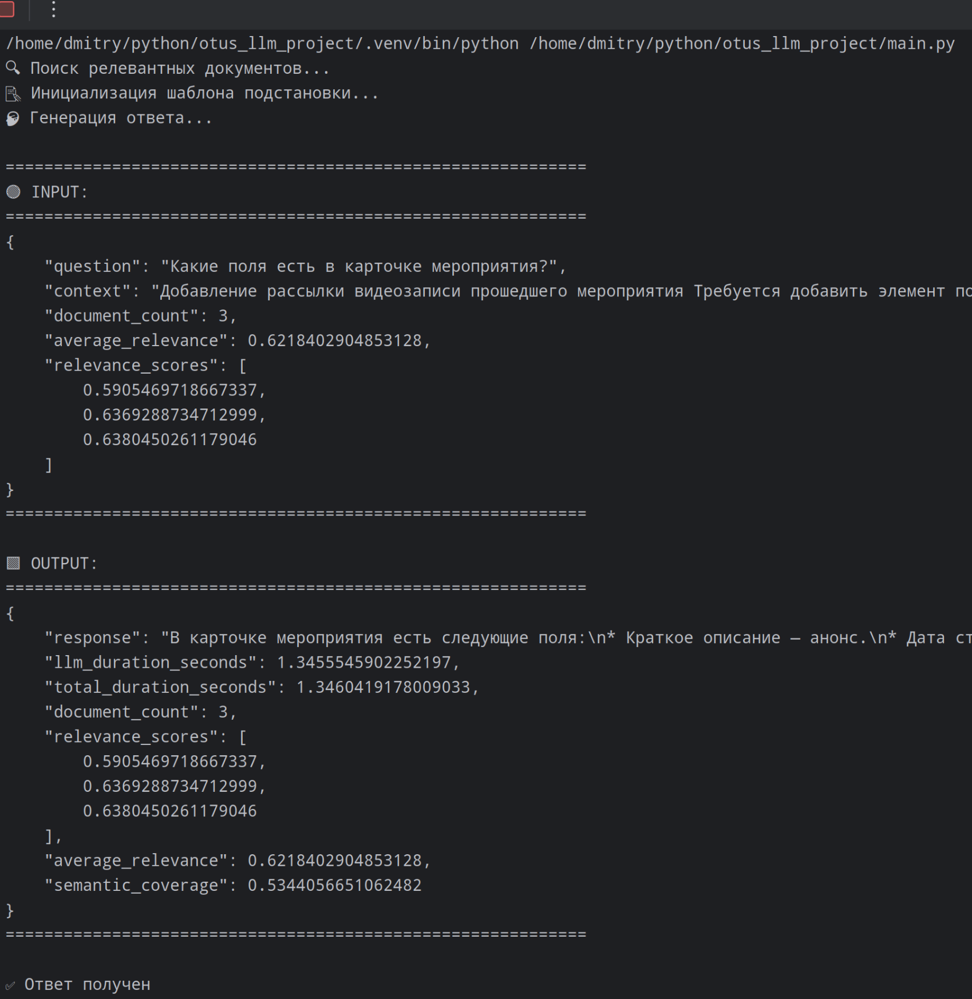 /home/dmitry/python/otus_llm_project/.venv/bin/python /home/dmitry/python/otus_llm_project/main.py
🔍 Поиск релевантных документов...
📝 Инициализация шаблона подстановки...
🧠 Генерация ответа...
============================================================
🟢 INPUT:
============================================================
{
    "question": "Какие поля есть в карточке мероприятия?",
    "context": "Добавление рассылки видеозаписи прошедшего мероприятия Требуется добавить элемент по
    "document_count": 3,
    "average_relevance": 0.6218402904853128,
    "relevance_scores": [
        0.5905469718667337,
        0.6369288734712999,
        0.6380450261179046
    ]
}
============================================================
🟩 OUTPUT:
============================================================
{
    "response": "В карточке мероприятия есть следующие поля:\n* Краткое описание — анонс.\n* Дата ст
    "llm_duration_seconds": 1.3455545902252197,
    "total_duration_seconds": 1.3460419178009033,
    "document_count": 3,
    "relevance_scores": [
        0.5905469718667337,
        0.6369288734712999,
        0.6380450261179046
    ],
    "average_relevance": 0.6218402904853128,
    "semantic_coverage": 0.5344056651062482
}
============================================================
✅ Ответ получен